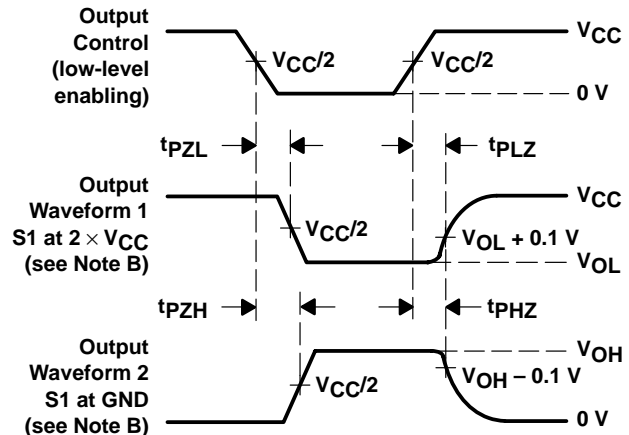 Output
Control
(low-level
enabling)
VCC/2
VCC/2
VCC
0 V
tPZL
tPLZ
Output
Waveform 1
S1 at 2 × VCC
(see Note B)
VCC/2
VCC
VOL + 0.1 V
VOL
tPZH
tPHZ
Output
Waveform 2
S1 at GND
(see Note B)
VCC/2
VOH
VOH – 0.1 V
0 V